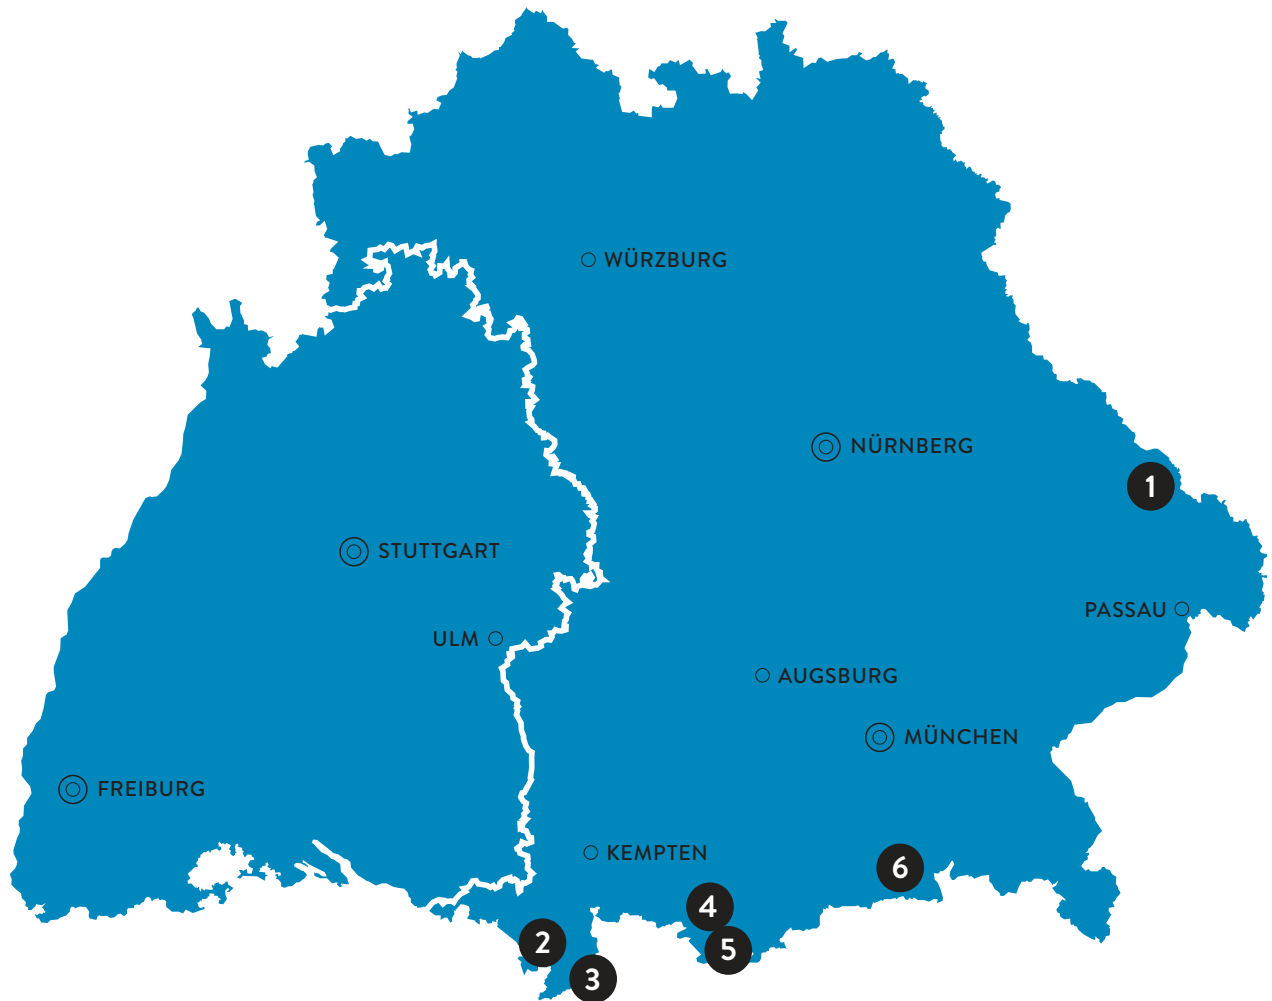 WÜRZBURG
NÜRNBERG
1
STUTTGART
PASSAU
ULM
AUGSBURG
MÜNCHEN
FREIBURG
KEMPTEN
6
4
2
5
3